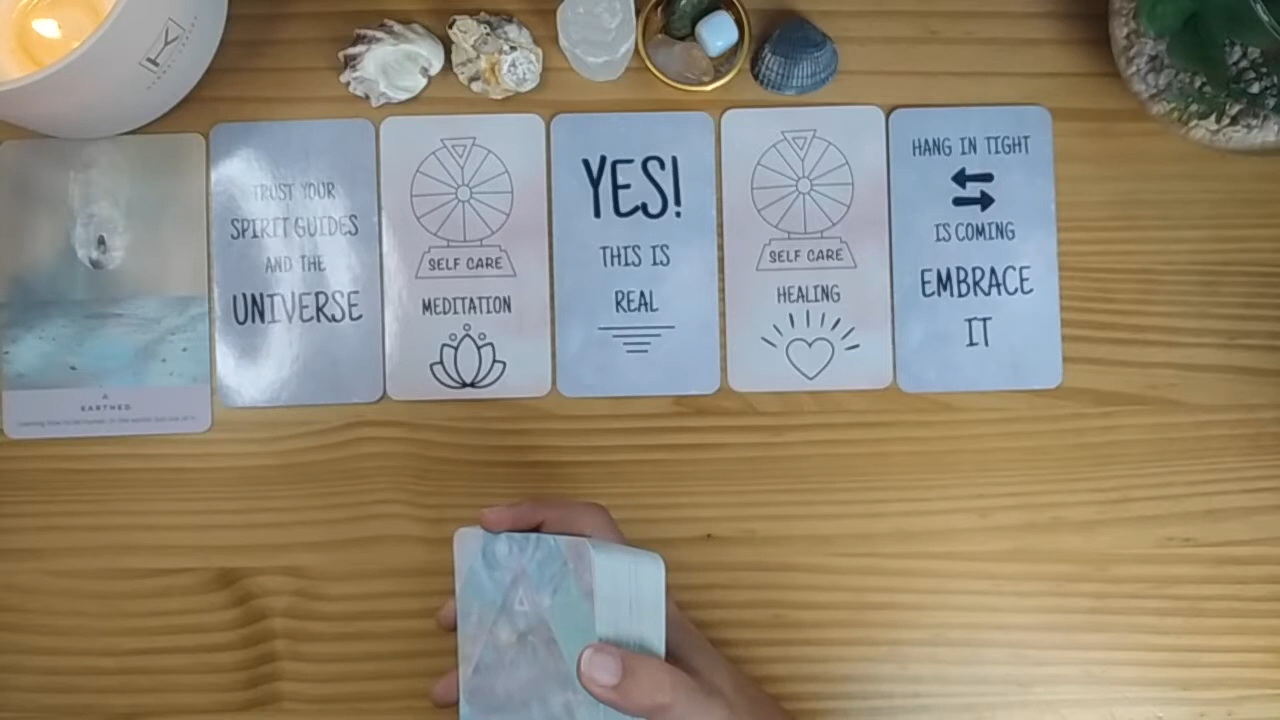 EARTHED.
TRUST YOUR
SPIRIT GUIDES
AND THE
UNIVERSE
SELF CARE
MEDITATION
YES!
THIS IS
REAL
SELF CARE
HEALING
HANG IN TIGHT
IS COMING
EMBRACE
IT